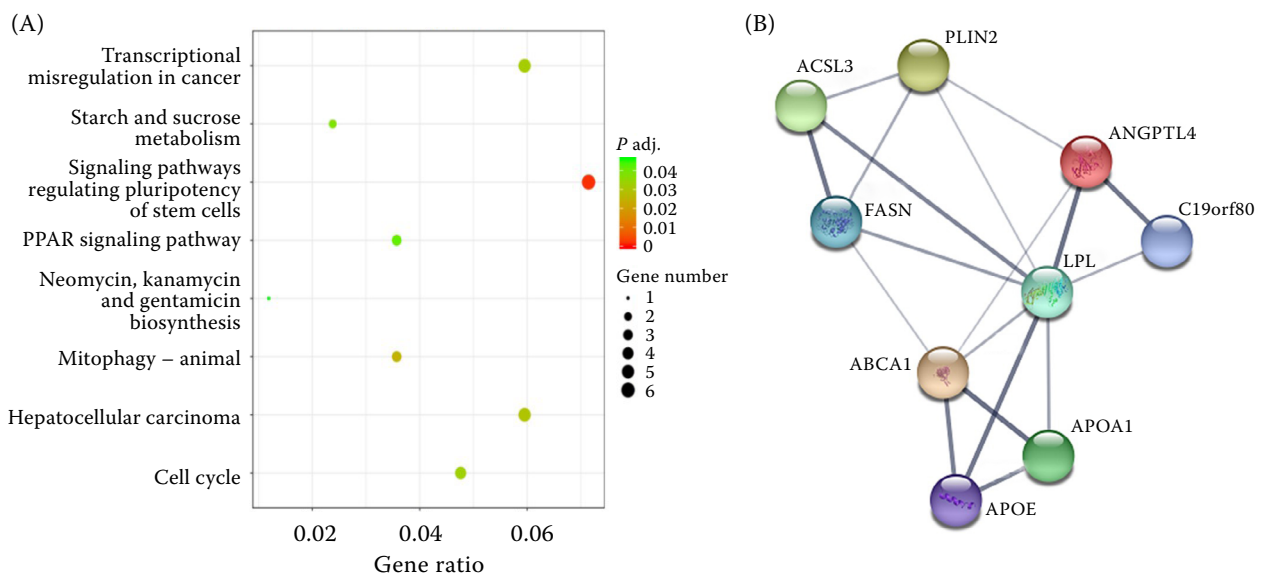 (A)
Transcriptional
misregulation in cancer
Starch and sucrose
metabolism
Signaling pathways
regulating pluripotency
of stem cells
PPAR signaling pathway
Neomycin, kanamycin
and gentamicin
biosynthesis
Mitophagy – animal
Hepatocellular carcinoma
Cell cycle
0.02 0.04 0.06
Gene ratio
P adj.
0.04
0.03
0.02
0.01
0
Gene number
1
2
3
4
5
6
(B)
PLIN2
ACSL3
ANGPTL4
C19orf80
FASN
LPL
ABCA1
APOA1
APOE